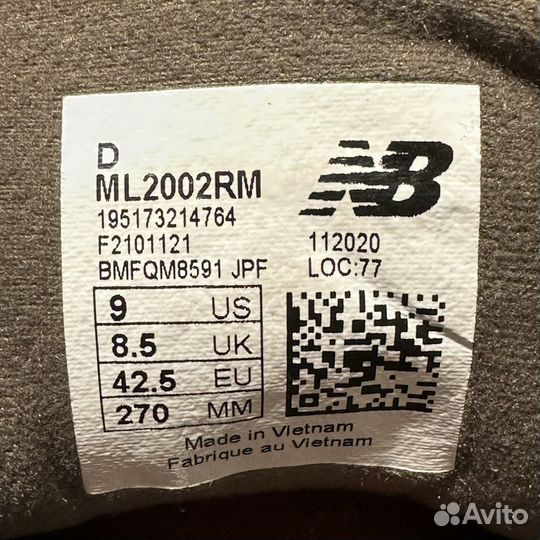 D
ML2002RM
195173214764
F2101121
BMFQM8591 JPF
NB
112020
LOC:77
9 US
8.5 UK
42.5 EU
270 MM
Made in Vietnam
Fabrique au Vietnam
Avito